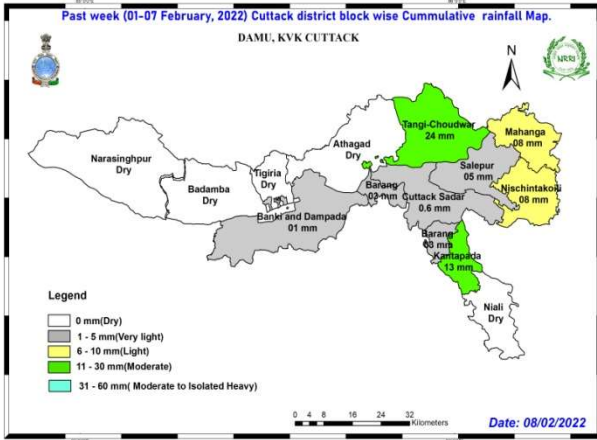 Past week (01-07 February, 2022) Cuttack district block wise Cummulative rainfall Map.
DAMU, KVK CUTTACK
N
NRRI
Tangi-Choudwar
24 mm
Mahanga
08 mm
Athagad
Dry
Narasinghpur
Dry
Salepur
05 mm
Tigiria
Dry
Badamba
Dry
Barang
02 mm
Nischintakoili
08 mm
Cuttack Sadar
0.6 mm
Banki and Dampada
01 mm
Barang
03 mm
Kantapada
13 mm
Niali
Dry
Legend
0 mm(Dry)
1 - 5 mm(Very light)
6 - 10 mm(Light)
11 - 30 mm(Moderate)
31 - 60 mm( Moderate to Isolated Heavy)
0 4 8 16 24 32
Kilometers
Date: 08/02/2022